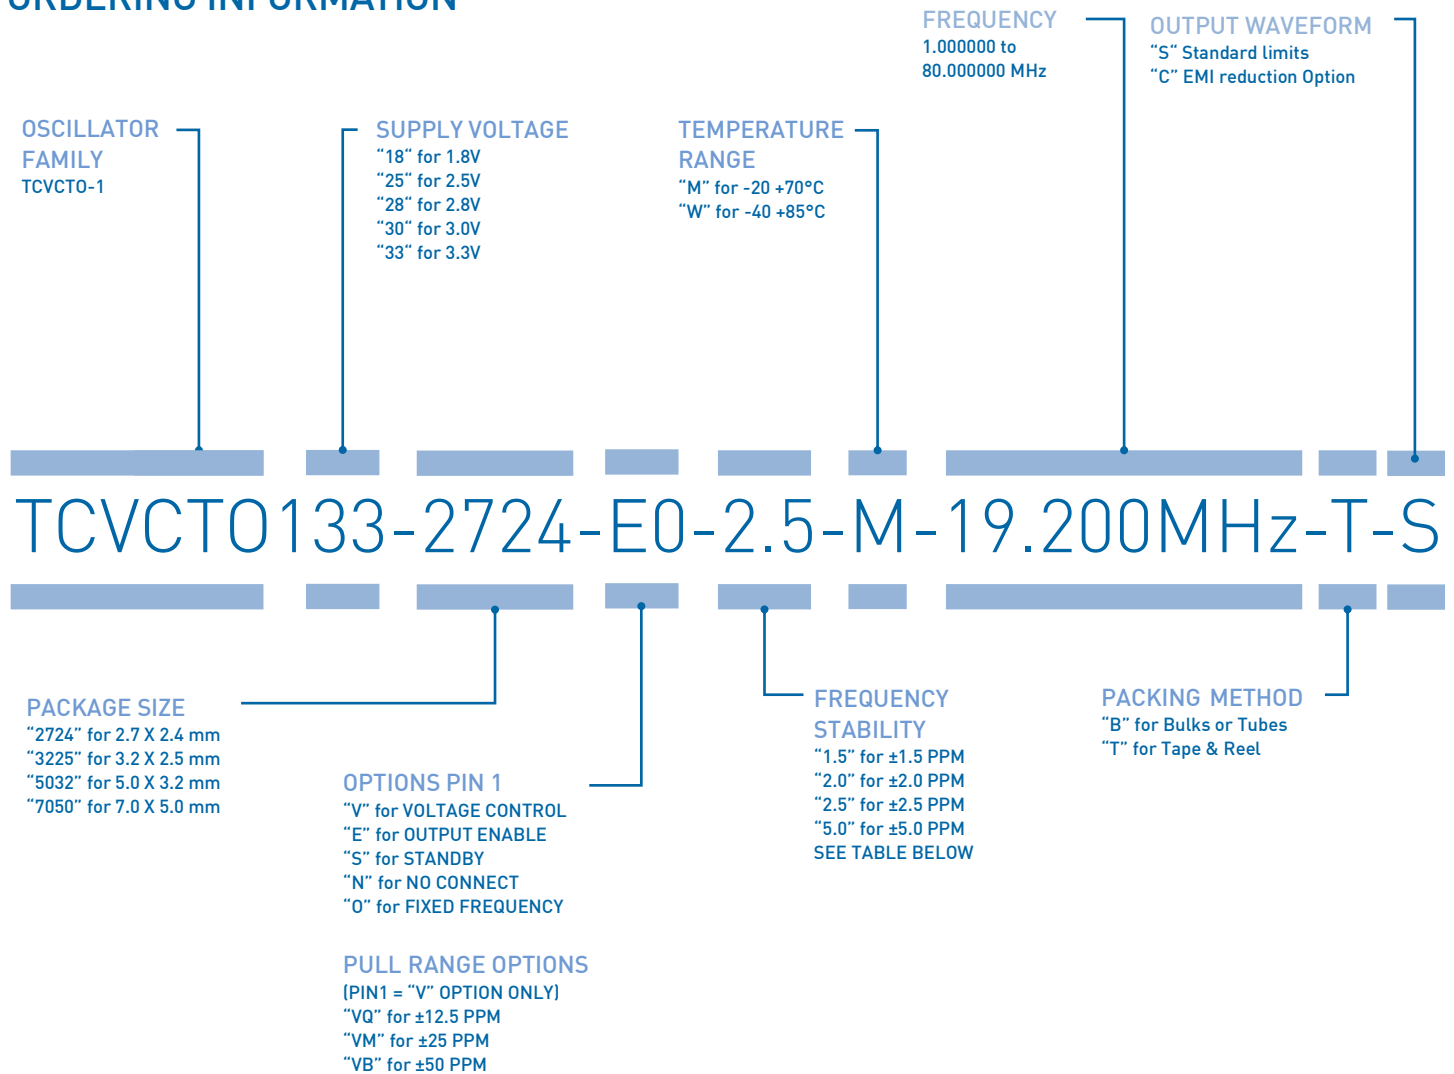 ORDERING INFORMATION
FREQUENCY
1.000000 to
80.000000 MHz
OUTPUT WAVEFORM
“S“ Standard limits
“C” EMI reduction Option
OSCILLATOR
FAMILY
TCVCTO-1
SUPPLY VOLTAGE
“18“ for 1.8V
“25“ for 2.5V
“28“ for 2.8V
“30“ for 3.0V
“33“ for 3.3V
TEMPERATURE
RANGE
“M” for -20 +70°C
“W” for -40 +85°C
TCVCTO133-2724-E0-2.5-M-19.200MHz-T-S
PACKAGE SIZE
“2724” for 2.7 X 2.4 mm
“3225” for 3.2 X 2.5 mm
“5032” for 5.0 X 3.2 mm
“7050” for 7.0 X 5.0 mm
OPTIONS PIN 1
“V” for VOLTAGE CONTROL
“E” for OUTPUT ENABLE
“S” for STANDBY
“N” for NO CONNECT
“O” for FIXED FREQUENCY
PULL RANGE OPTIONS
(PIN1 = “V” OPTION ONLY)
“VQ” for ±12.5 PPM
“VM” for ±25 PPM
“VB” for ±50 PPM
FREQUENCY
STABILITY
“1.5” for ±1.5 PPM
“2.0” for ±2.0 PPM
“2.5” for ±2.5 PPM
“5.0” for ±5.0 PPM
SEE TABLE BELOW
PACKING METHOD
“B” for Bulks or Tubes
“T” for Tape & Reel